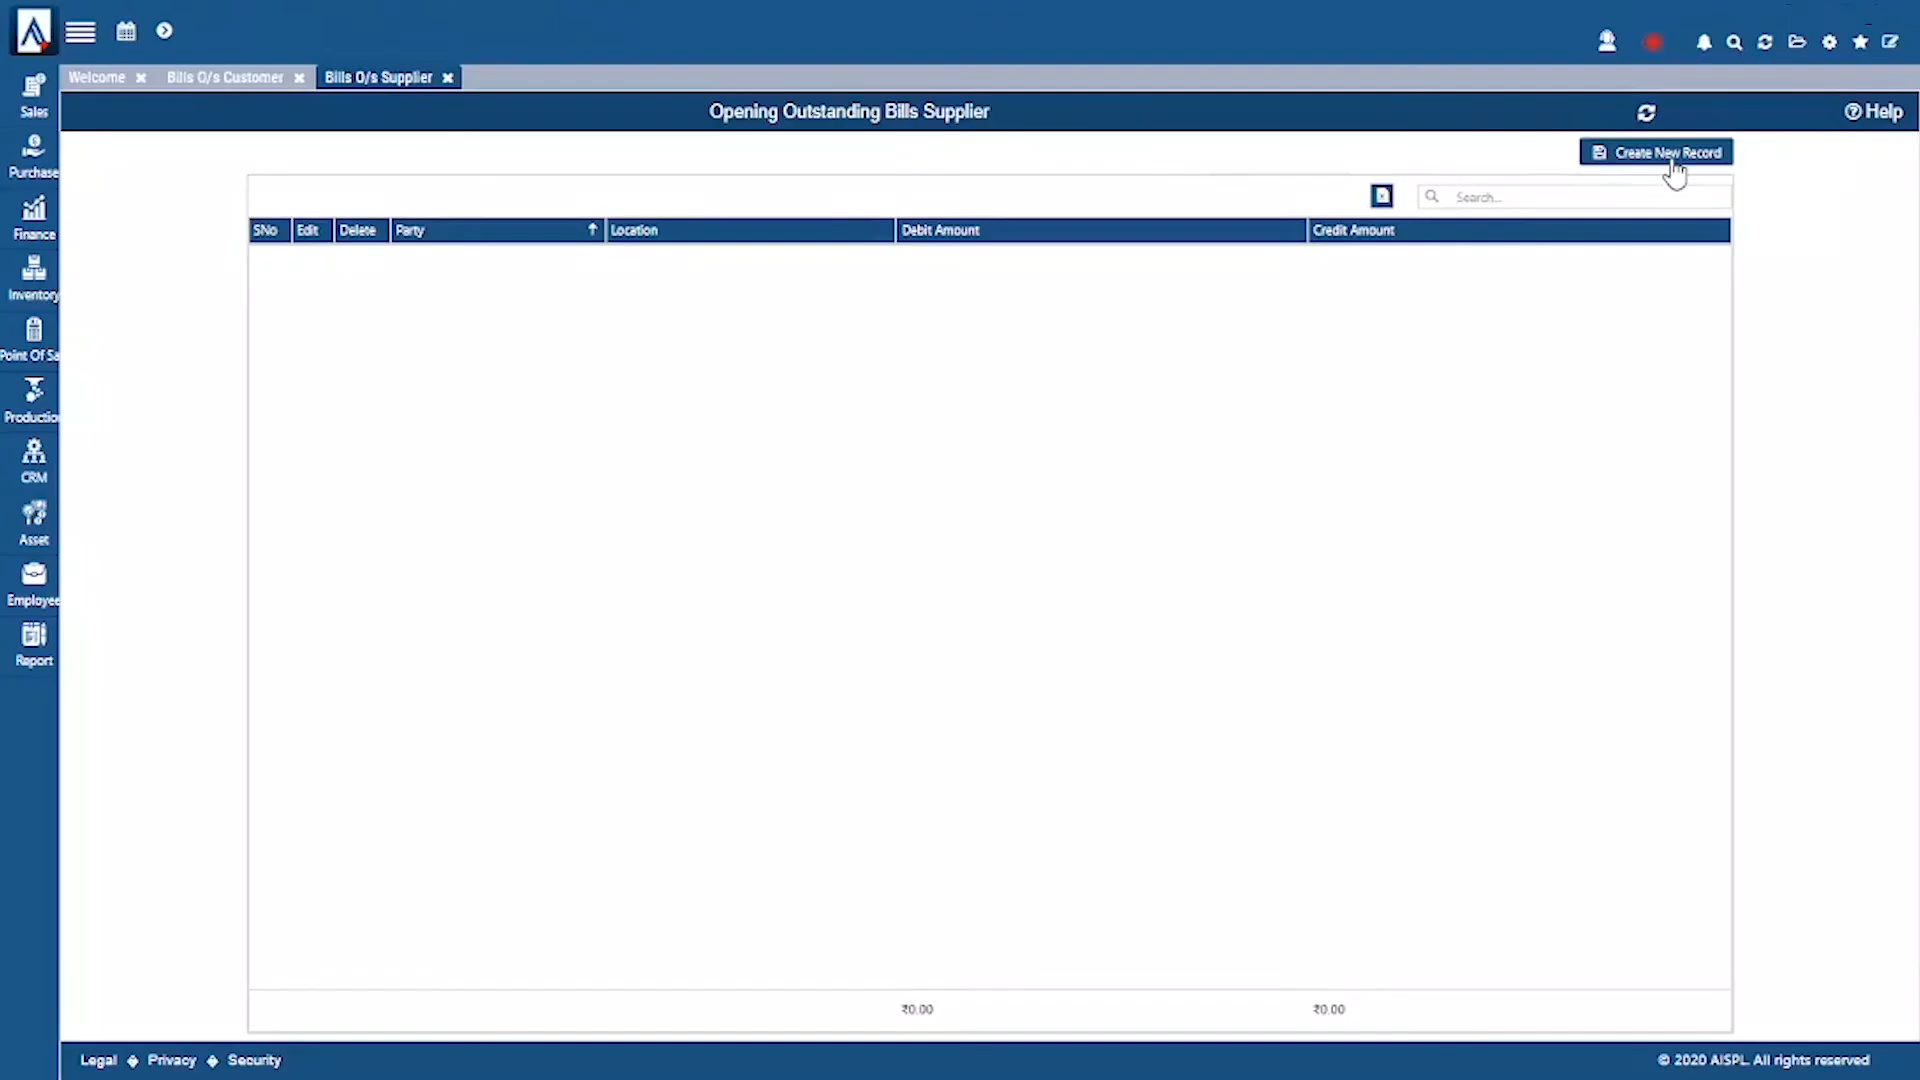 Welcome
Bills O/s Customer
Bills O/s Supplier
Opening Outstanding Bills Supplier
Help
Create New Record
Search...
SNo Edit Delete Party Location Debit Amount Credit Amount
₹0.00 ₹0.00
Sales
Purchase
Finance
Inventory
Point Of Sa
Productio
CRM
Asset
Employee
Report
Legal Privacy Security
© 2020 AISPL. All rights reserved